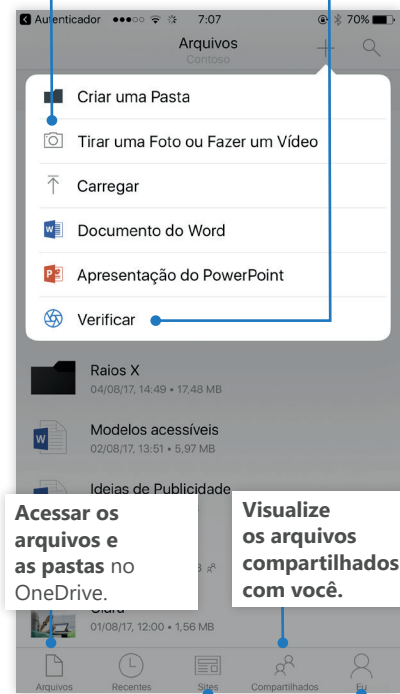 Autenticador 7:07 70%
Arquivos
Contoso
Criar uma Pasta
Tirar uma Foto ou Fazer um Vídeo
Carregar
Documento do Word
Apresentação do PowerPoint
Verificar
Raios X
04/08/17, 14:49 • 17,48 MB
Modelos acessíveis
02/08/17, 13:51 • 5,97 MB
Ideias de Publicidade
Acessar os
arquivos e
as pastas no
OneDrive.
Visualize
os arquivos
compartilhados
com você.
01/08/17, 12:00 • 1,56 MB
Arquivos Recentes Sites Compartilhados Eu